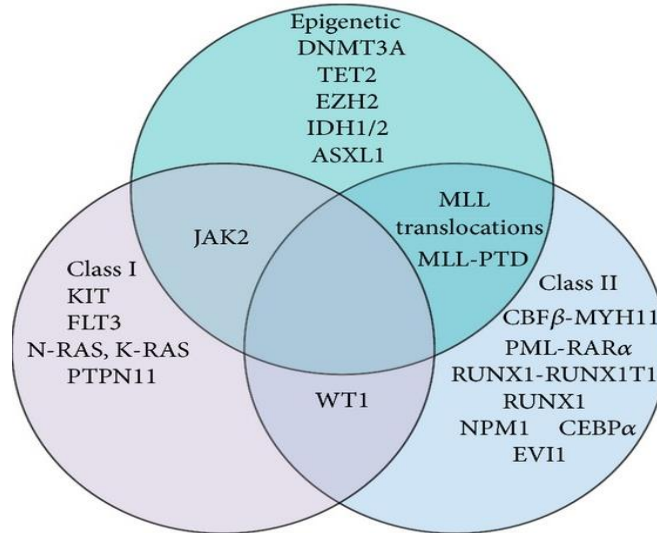 Epigenetic
DNMT3A
TET2
EZH2
IDH1/2
ASXL1
MLL
translocations
MLL-PTD
JAK2
Class I
KIT
FLT3
N-RAS, K-RAS
PTPN11
WT1
Class II
CBFβ-MYH11
PML-RARα
RUNX1-RUNX1T1
RUNX1
NPM1 CEBPα
EVI1